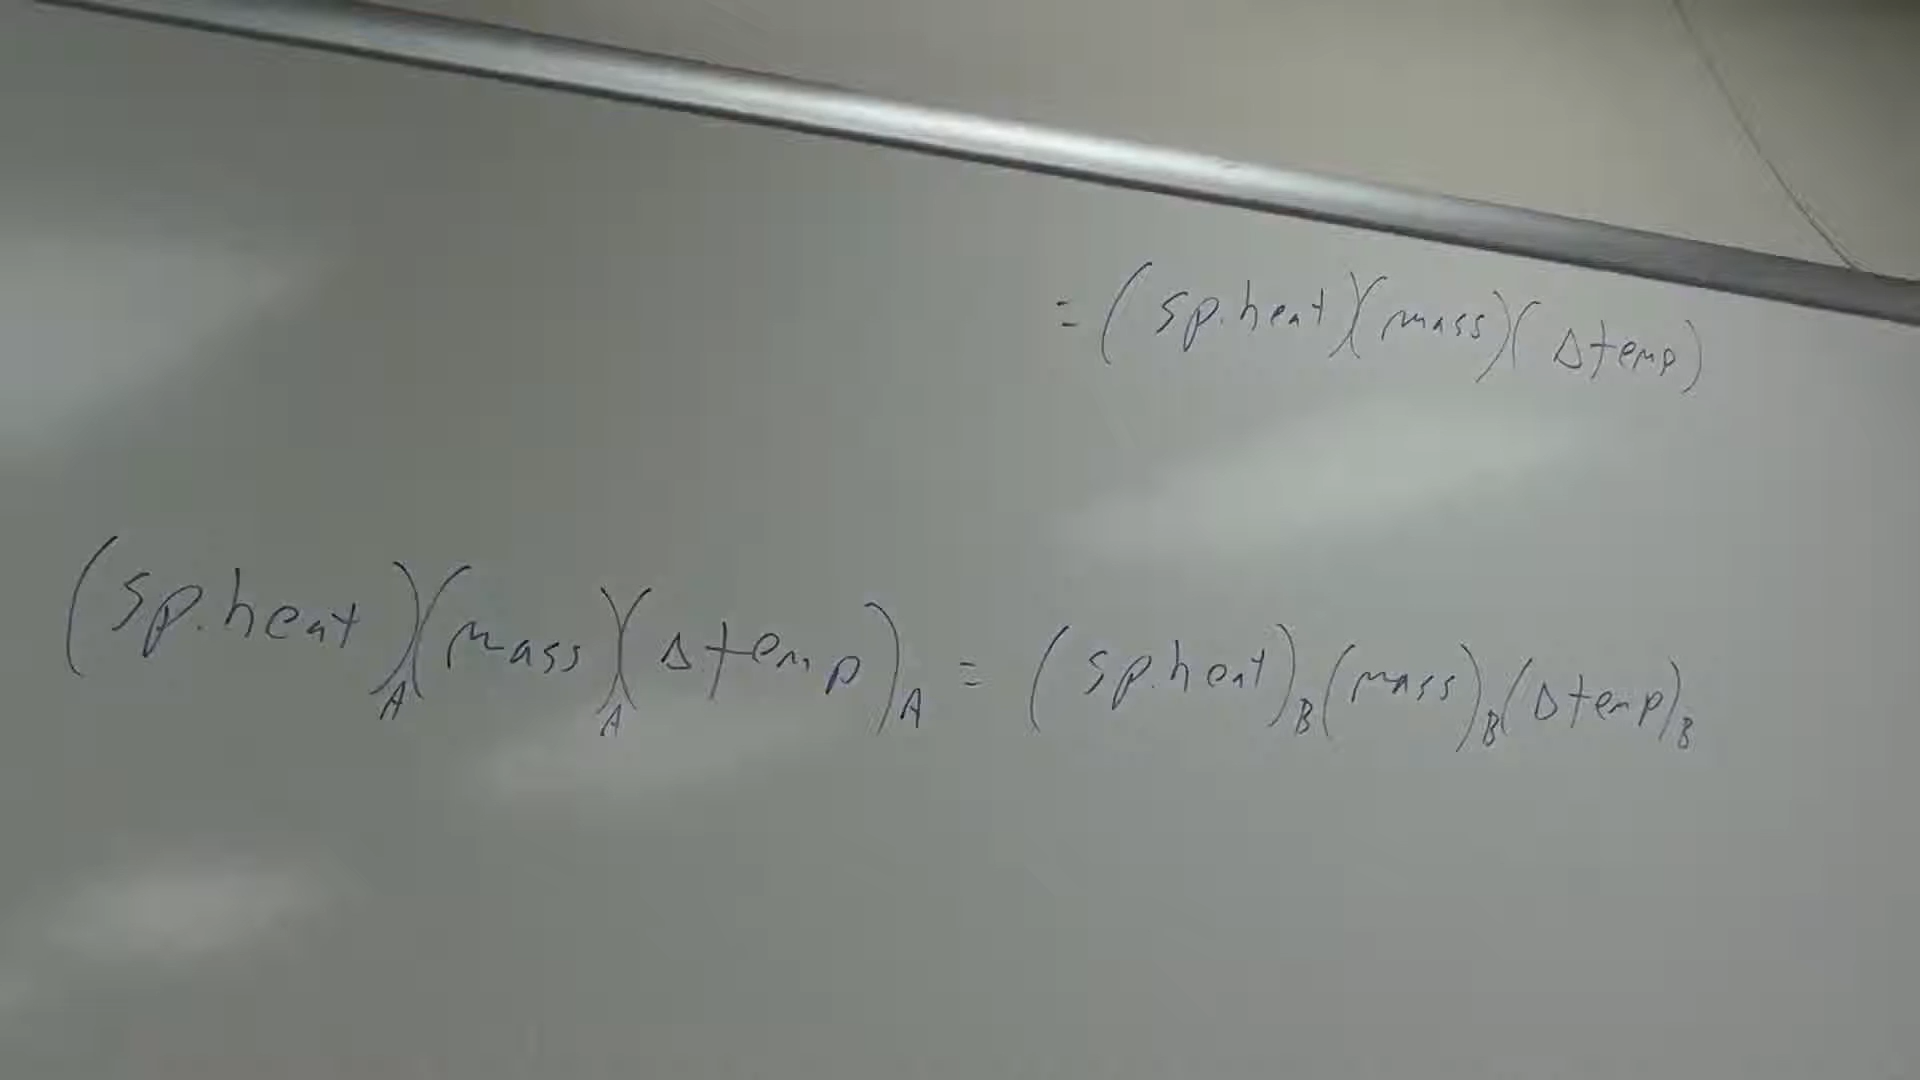 = (sp.heat)(mass)(Δtemp)
(sp.heat)A(mass)A(Δtemp)A = (sp.heat)B(mass)B(Δtemp)B